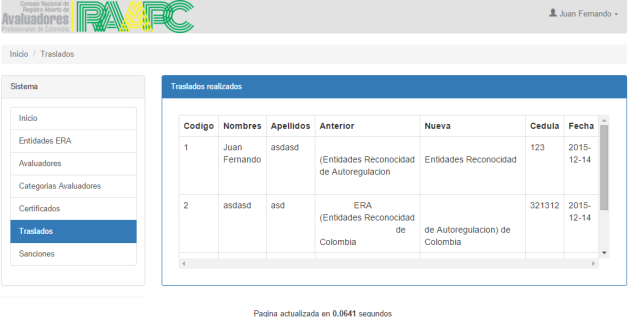 Consejo Nacional de
Registro Abierto de
Avaluadores
Profesionales de Colombia
RAAPC
Juan Fernando
Inicio / Traslados
Sistema
Inicio
Entidades ERA
Avaluadores
Categorias Avaluadores
Certificados
Traslados
Sanciones
Traslados realizados
Codigo Nombres Apellidos Anterior Nueva Cedula Fecha
1 Juan asdasd 123 2015-
Fernando (Entidades Reconocidad Entidades Reconocidad 12-14
de Autoregulacion
2 asdasd asd ERA 321312 2015-
(Entidades Reconocidad 12-14
de de Autoregulacion) de
Colombia Colombia
Pagina actualizada en 0.0641 segundos